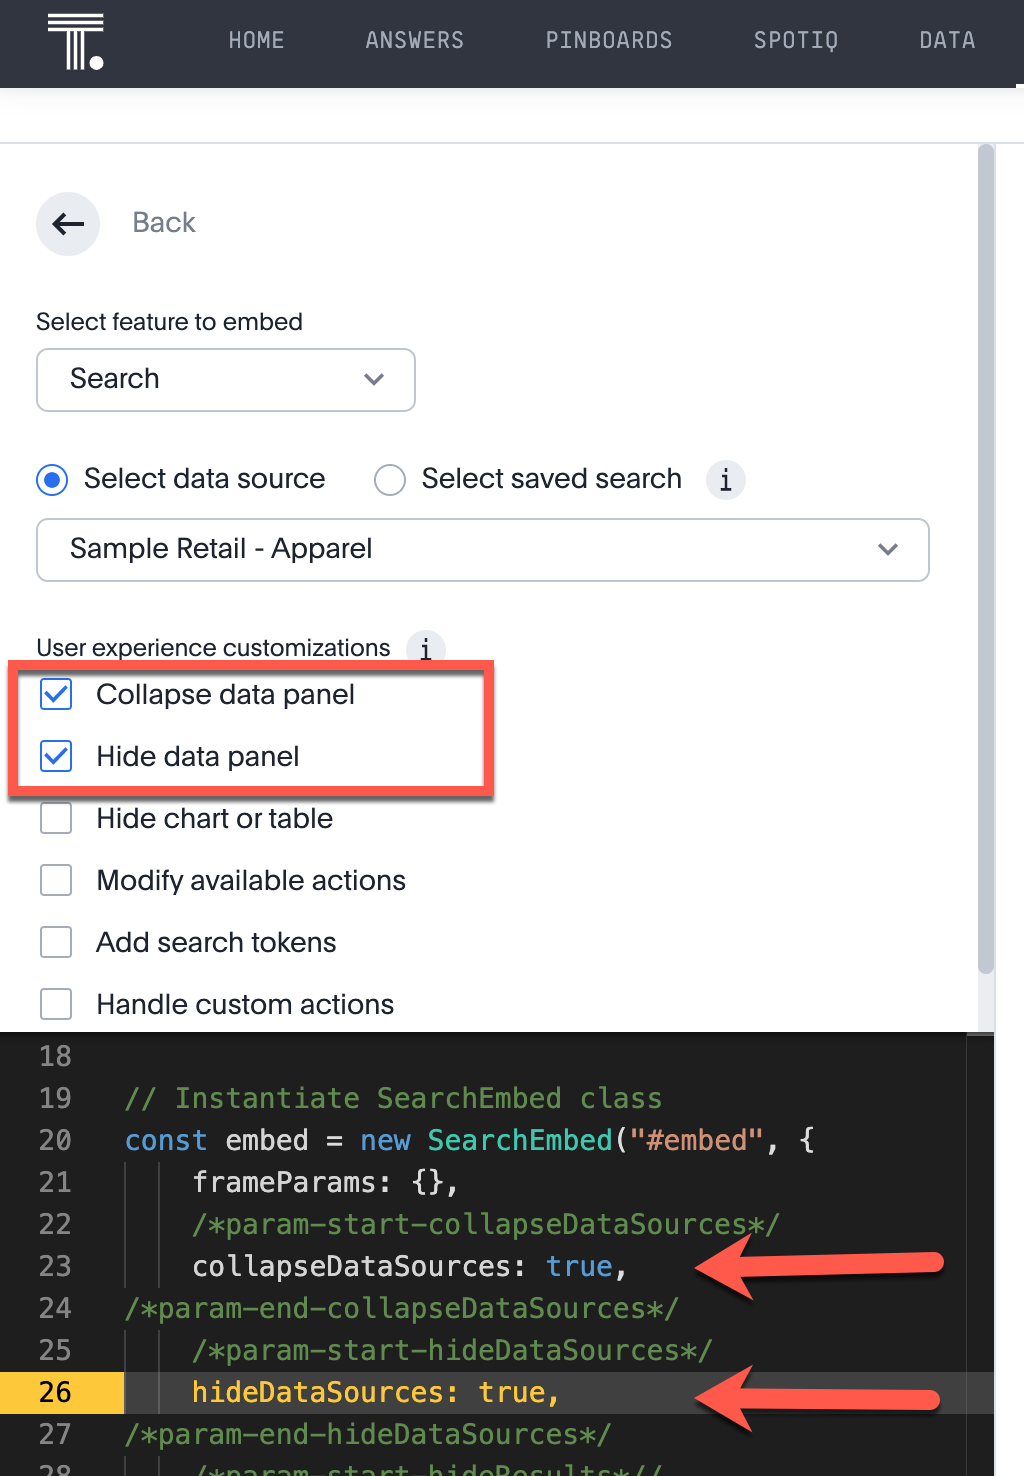 T.
HOME ANSWERS PINBOARDS SPOTIQ DATA
Back
Select feature to embed
Search
Select data source Select saved search i
Sample Retail - Apparel
User experience customizations i
Collapse data panel
Hide data panel
Hide chart or table
Modify available actions
Add search tokens
Handle custom actions
18
19 // Instantiate SearchEmbed class
20 const embed = new SearchEmbed("#embed", {
21 frameParams: {},
22 /*param-start-collapseDataSources*/
23 collapseDataSources: true,
24 /*param-end-collapseDataSources*/
25 /*param-start-hideDataSources*/
26 hideDataSources: true,
27 /*param-end-hideDataSources*/
28 /*param-start-hideResults*//